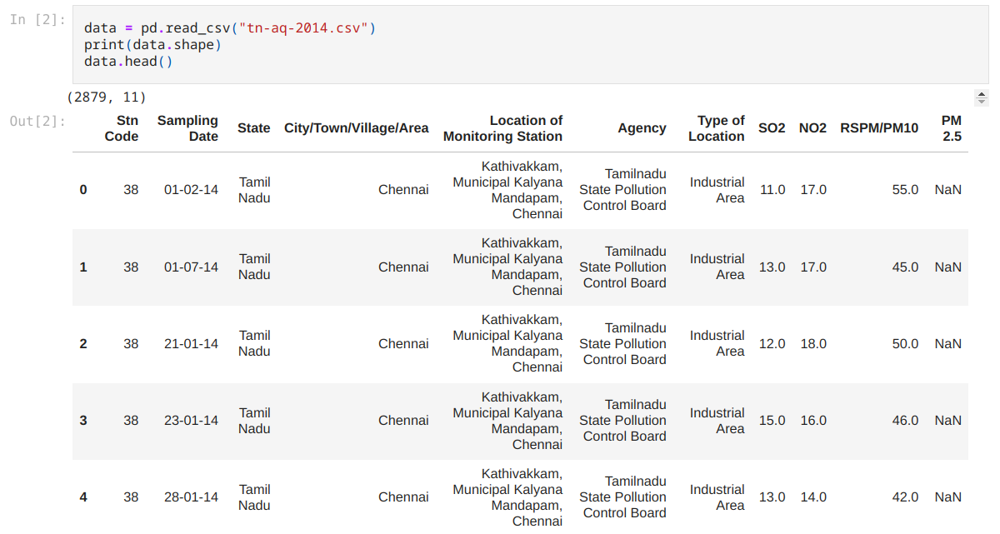 In [2]:
data = pd.read_csv("tn-aq-2014.csv")
print(data.shape)
data.head()
(2879, 11)
Out[2]:
Stn Code Sampling Date State City/Town/Village/Area Location of Monitoring Station Agency Type of Location SO2 NO2 RSPM/PM10 PM 2.5
0 38 01-02-14 Tamil Nadu Chennai Kathivakkam, Municipal Kalyana Mandapam, Chennai Tamilnadu State Pollution Control Board Industrial Area 11.0 17.0 55.0 NaN
1 38 01-07-14 Tamil Nadu Chennai Kathivakkam, Municipal Kalyana Mandapam, Chennai Tamilnadu State Pollution Control Board Industrial Area 13.0 17.0 45.0 NaN
2 38 21-01-14 Tamil Nadu Chennai Kathivakkam, Municipal Kalyana Mandapam, Chennai Tamilnadu State Pollution Control Board Industrial Area 12.0 18.0 50.0 NaN
3 38 23-01-14 Tamil Nadu Chennai Kathivakkam, Municipal Kalyana Mandapam, Chennai Tamilnadu State Pollution Control Board Industrial Area 15.0 16.0 46.0 NaN
4 38 28-01-14 Tamil Nadu Chennai Kathivakkam, Municipal Kalyana Mandapam, Chennai Tamilnadu State Pollution Control Board Industrial Area 13.0 14.0 42.0 NaN